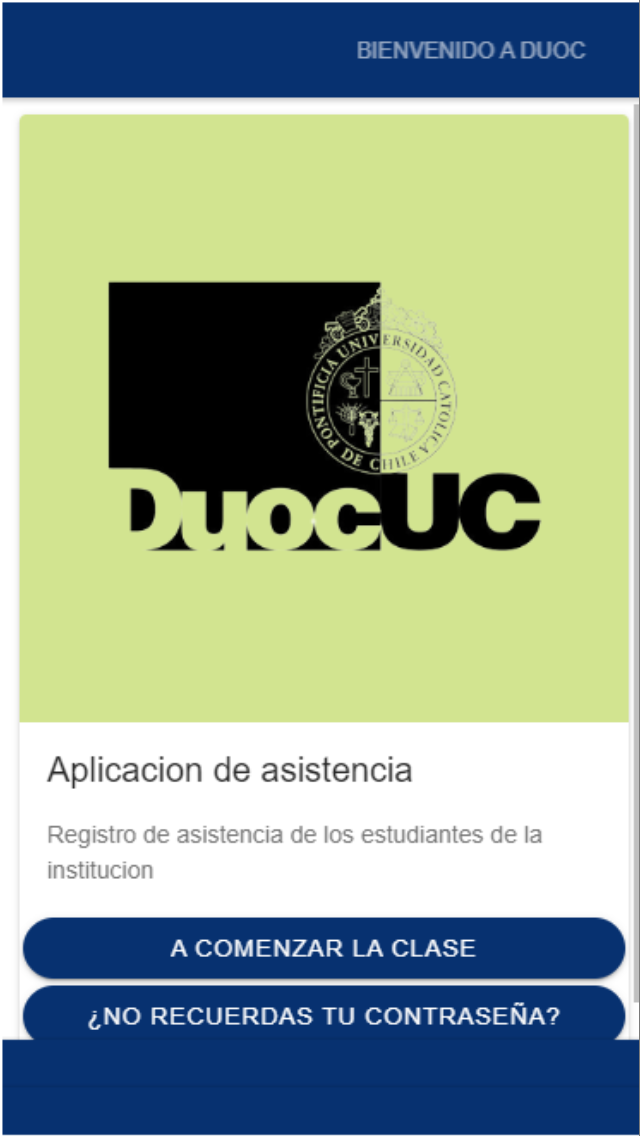 BIENVENIDO A DUOC
PONTIFICIA UNIVERSIDAD CATOLICA DE CHILE
DuocUC
Aplicacion de asistencia
Registro de asistencia de los estudiantes de la
institucion
A COMENZAR LA CLASE
¿NO RECUERDAS TU CONTRASEÑA?